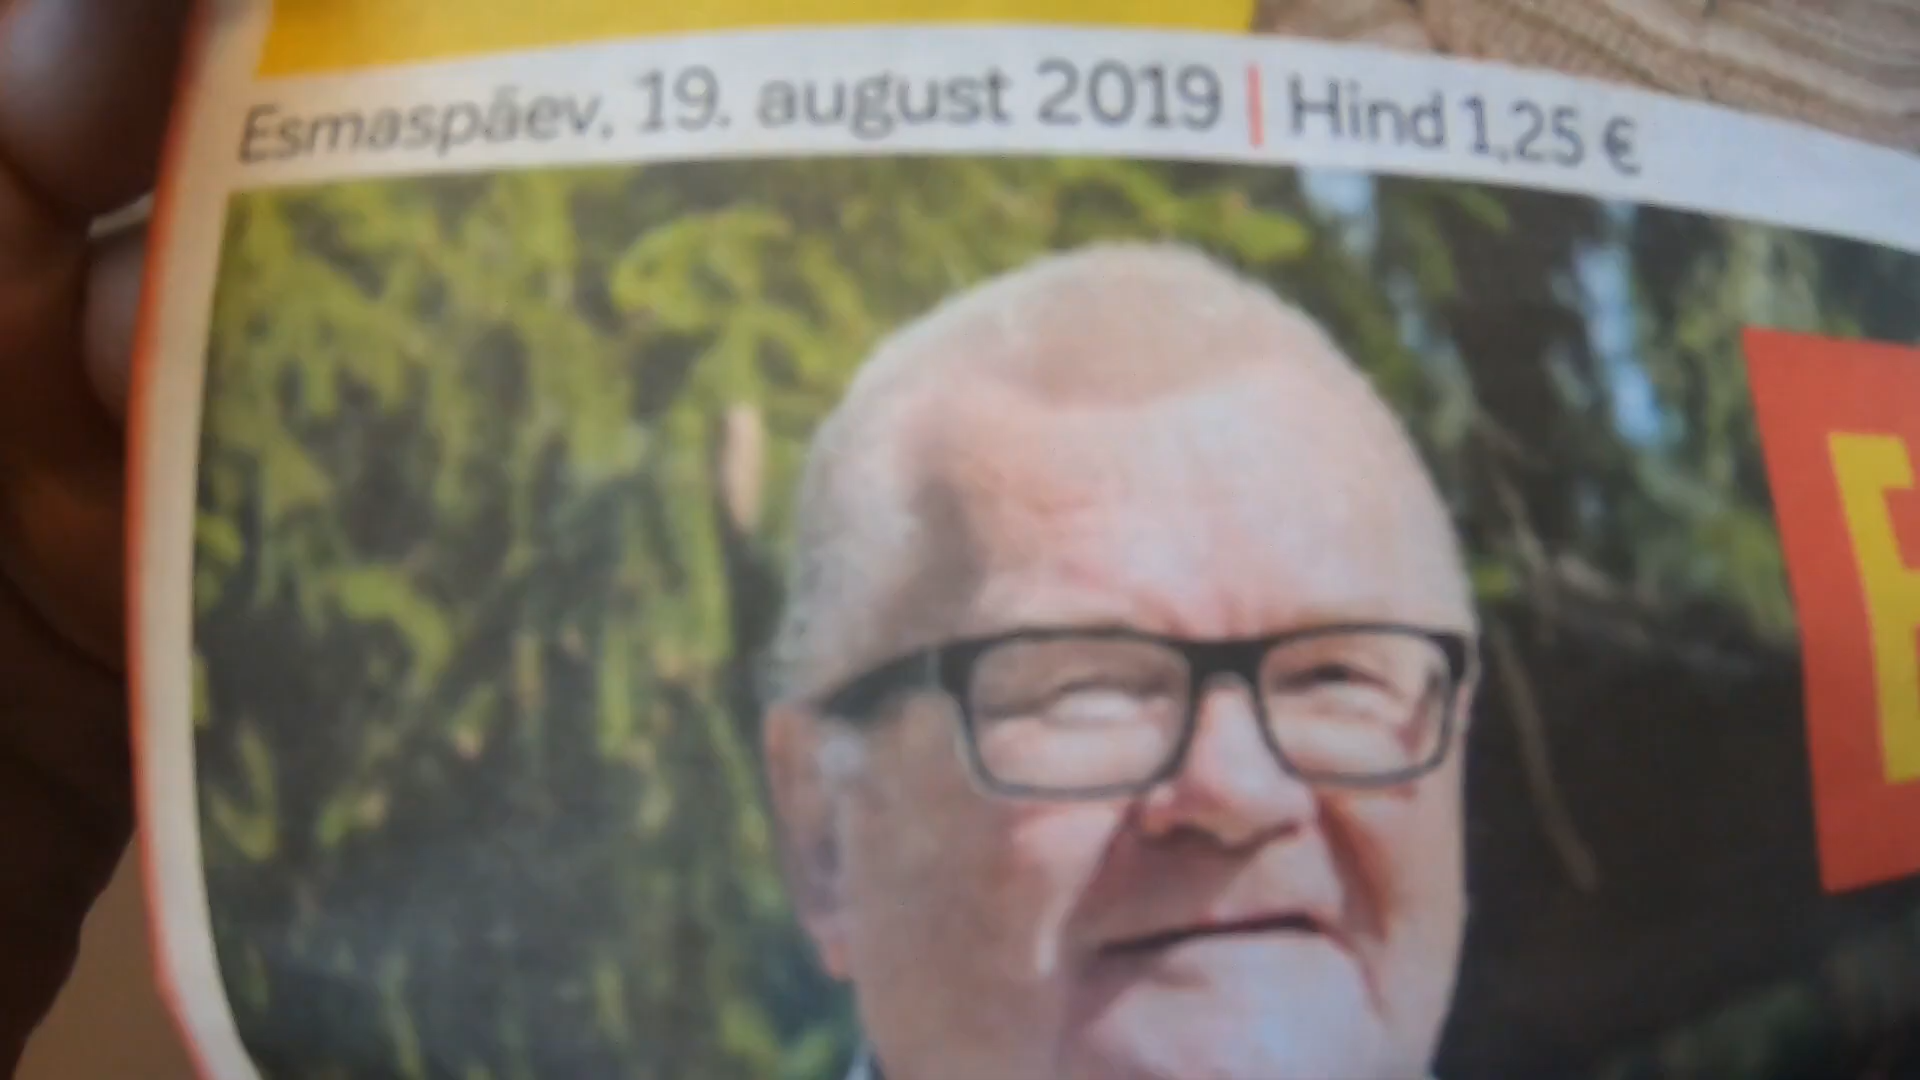 Esmaspäev, 19. august 2019 | Hind 1,25 €